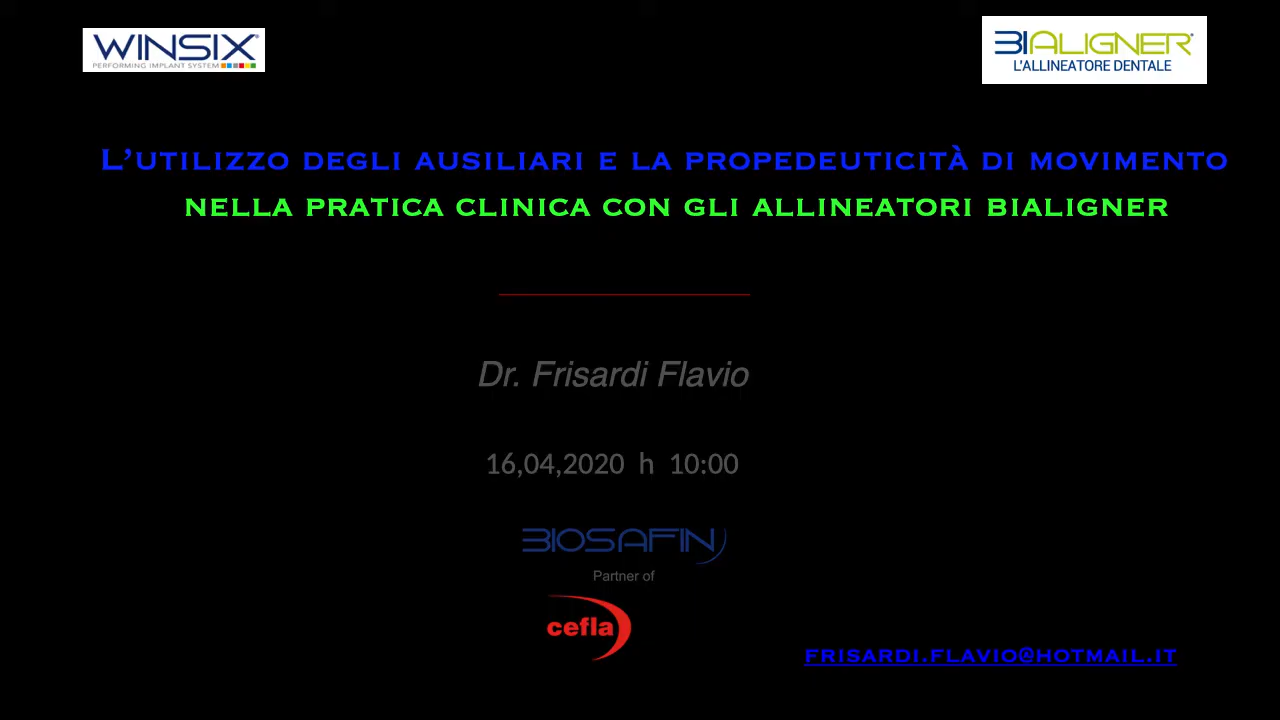 WINSIX®
PERFORMING IMPLANT SYSTEM
BIALIGNER®
L'ALLINEATORE DENTALE
L’UTILIZZO DEGLI AUSILIARI E LA PROPEDEUTICITÀ DI MOVIMENTO
NELLA PRATICA CLINICA CON GLI ALLINEATORI BIALIGNER
Dr. Frisardi Flavio
16,04,2020 h 10:00
BIOSAFIN
Partner of
cefla
FRISARDI.FLAVIO@HOTMAIL.IT